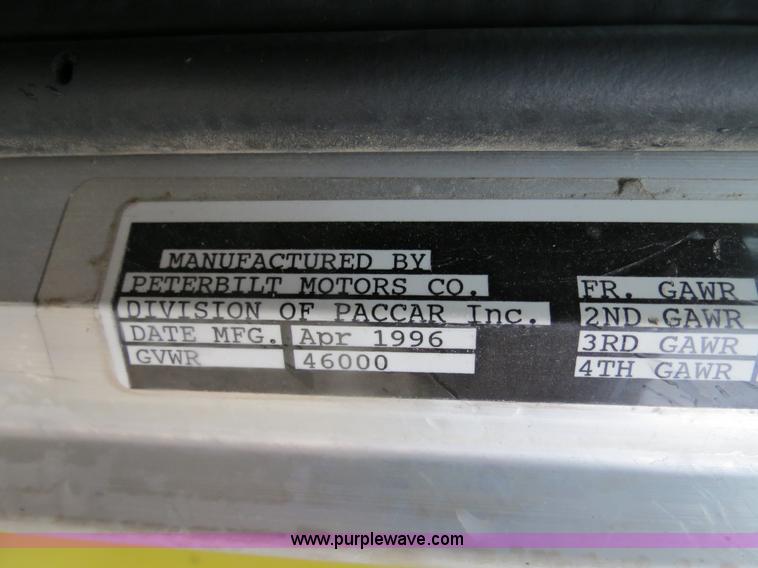 MANUFACTURED BY
PETERBILT MOTORS CO.
DIVISION OF PACCAR Inc.
DATE MFG. Apr 1996
GVWR 46000
FR. GAWR
2ND GAWR
3RD GAWR
4TH GAWR
www.purplewave.com